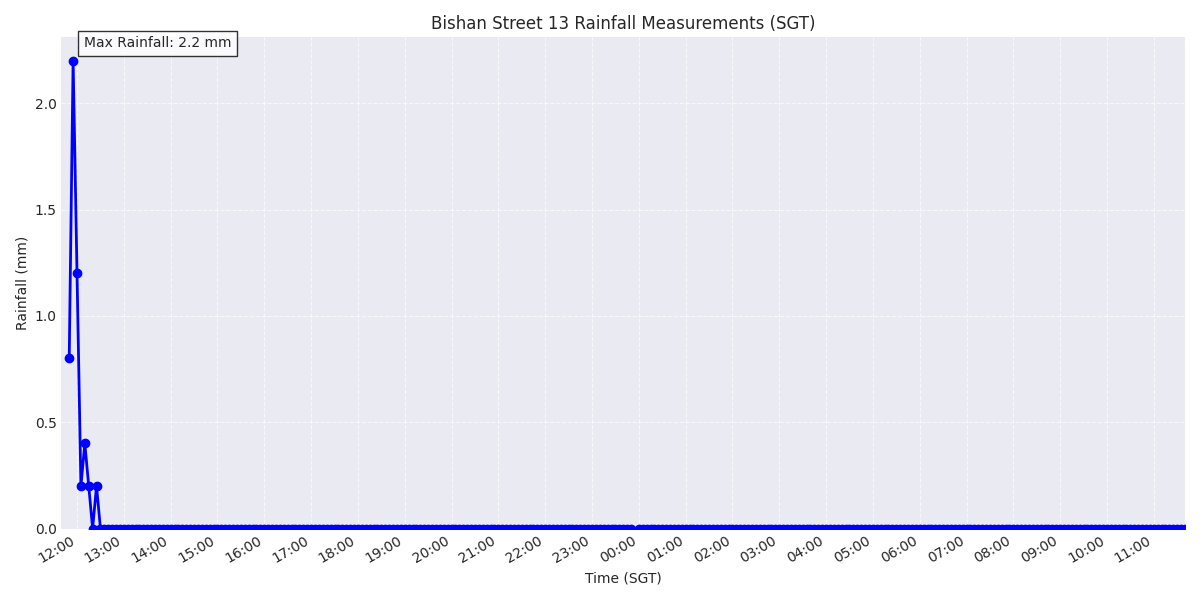 Bishan Street 13 Rainfall Measurements (SGT)
Max Rainfall: 2.2 mm
Rainfall (mm)
2.0
1.5
1.0
0.5
0.0
12:00 13:00 14:00 15:00 16:00 17:00 18:00 19:00 20:00 21:00 22:00 23:00 00:00 01:00 02:00 03:00 04:00 05:00 06:00 07:00 08:00 09:00 10:00 11:00
Time (SGT)